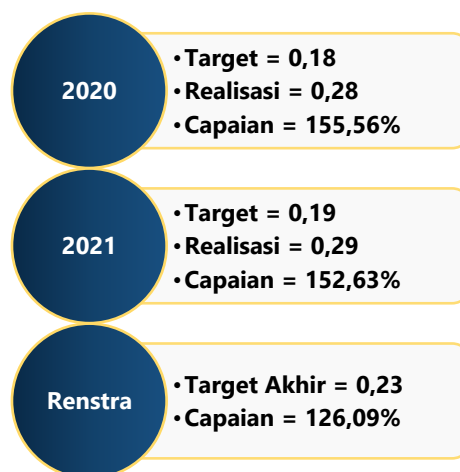 2020
•Target = 0,18
•Realisasi = 0,28
•Capaian = 155,56%
2021
•Target = 0,19
•Realisasi = 0,29
•Capaian = 152,63%
Renstra
•Target Akhir = 0,23
•Capaian = 126,09%